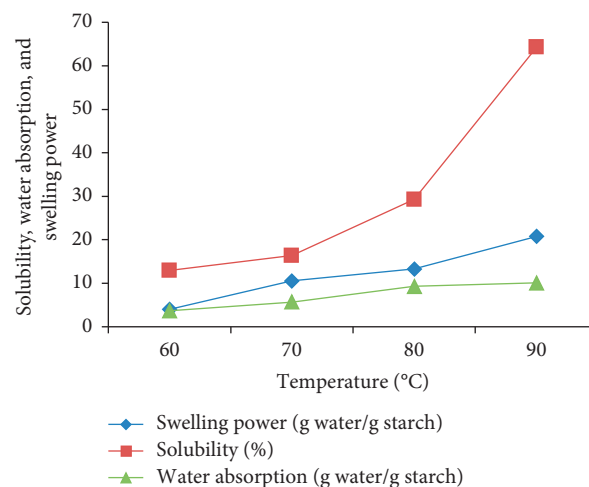 Solubility, water absorption, and
swelling power
70
60
50
40
30
20
10
0
60
70
80
90
Temperature (°C)
Swelling power (g water/g starch)
Solubility (%)
Water absorption (g water/g starch)